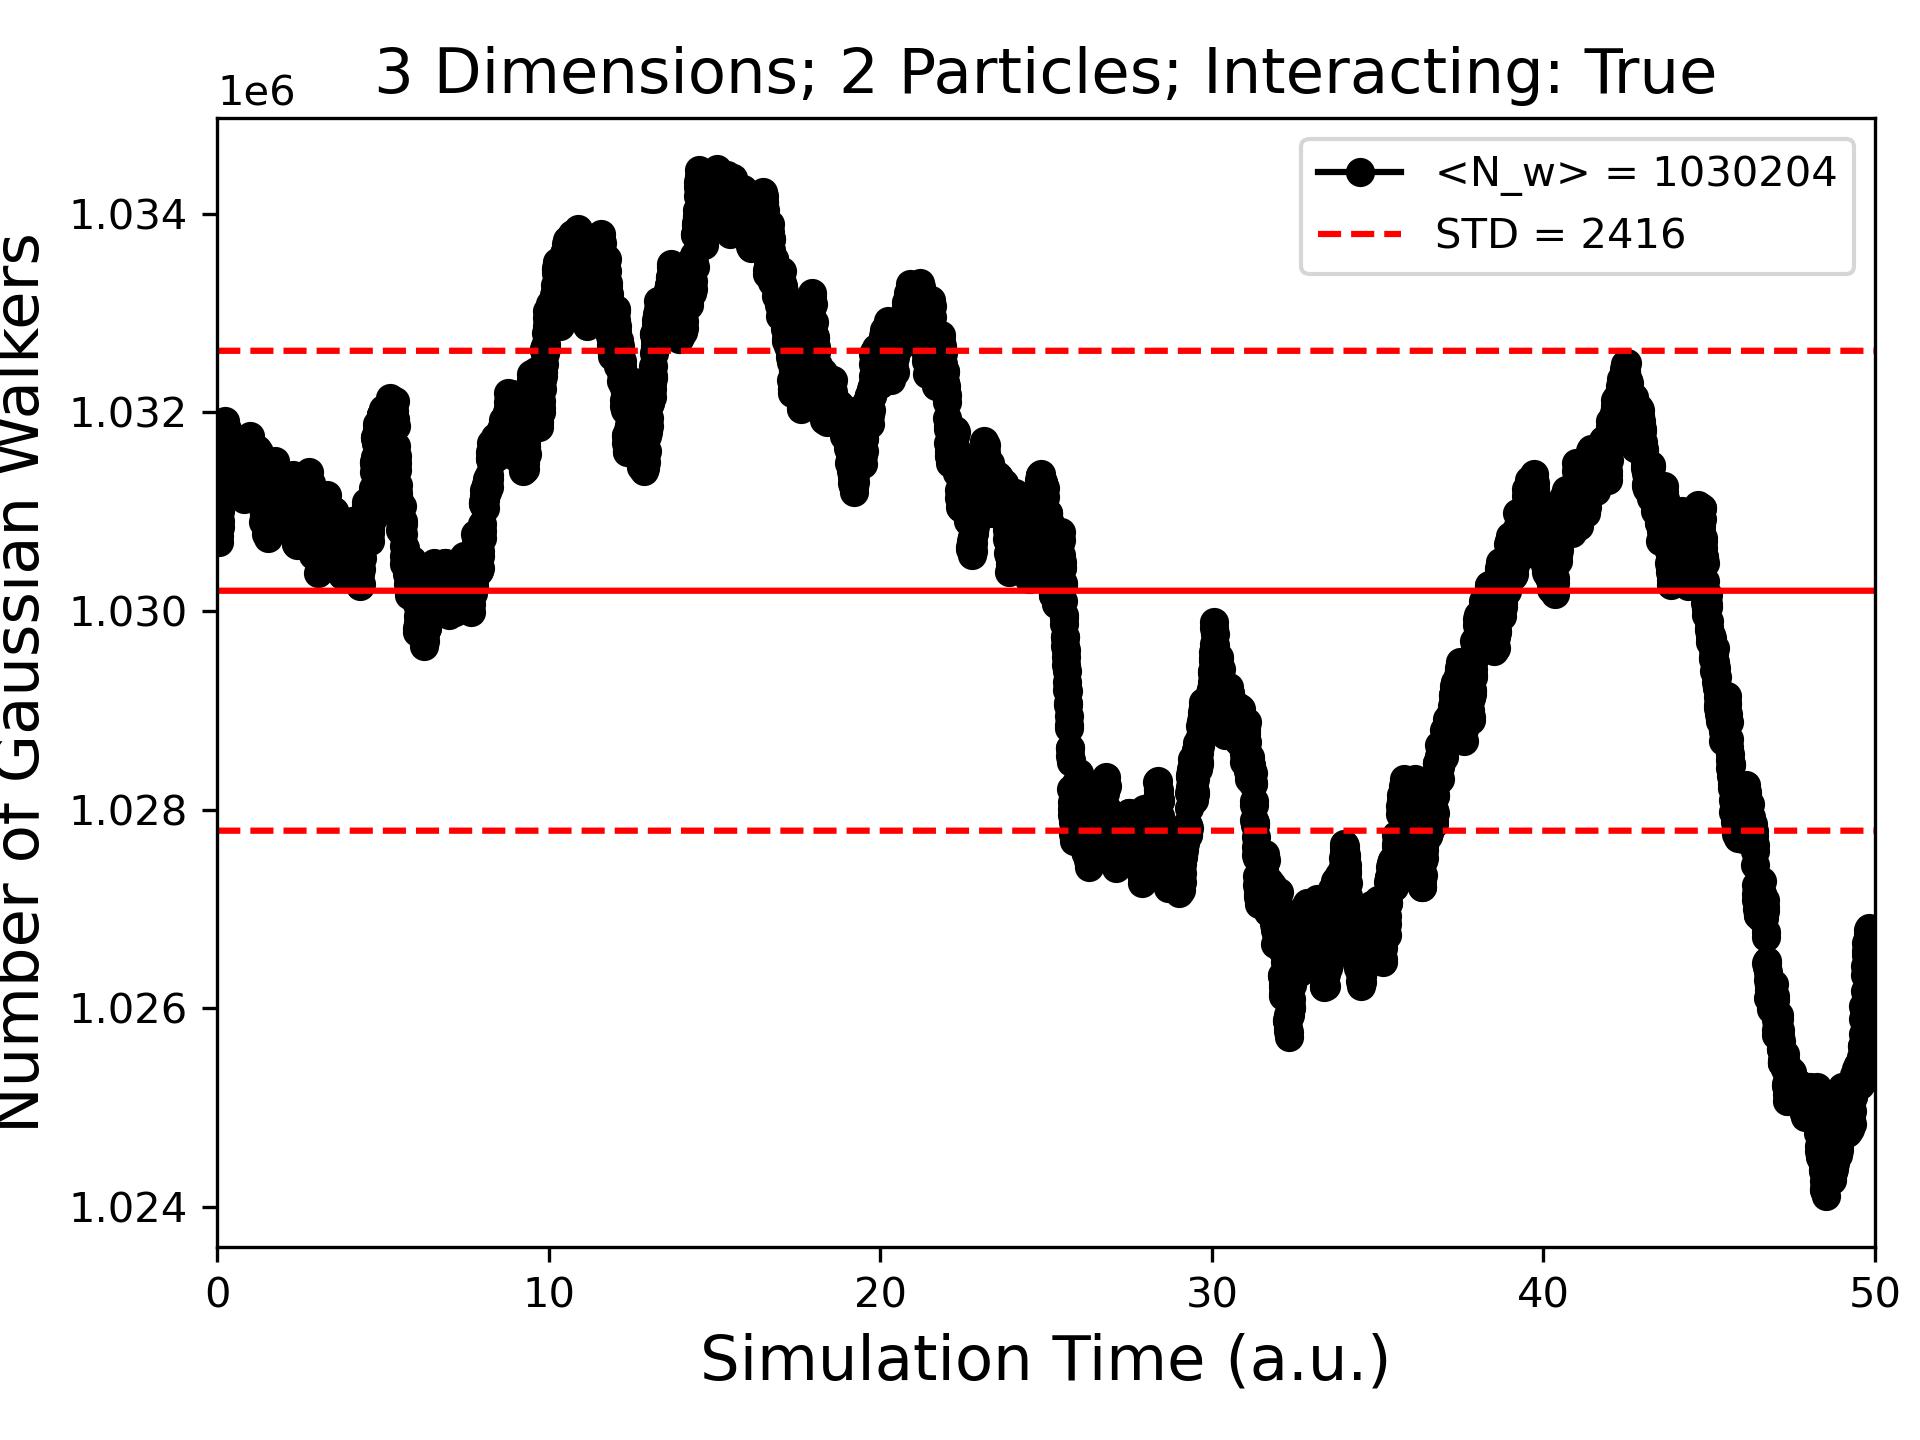 3 Dimensions; 2 Particles; Interacting: True
1e6
<N_w> = 1030204
STD = 2416
Number of Gaussian Walkers
1.034
1.032
1.030
1.028
1.026
1.024
0 10 20 30 40 50
Simulation Time (a.u.)